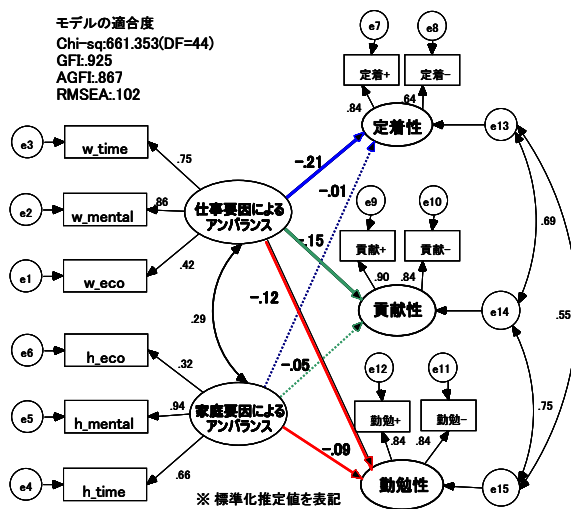 モデルの適合度
Chi-sq:661.353(DF=44)
GFI:.925
AGFI:.867
RMSEA:.102
e7
e8
定着+
定着−
.84
.64
定着性
e13
e3
w_time
.75
e2
w_mental
.86
仕事要因による
アンバランス
e1
w_eco
.42
-.21
-.01
-.15
-.12
e9
e10
貢献+
貢献−
.90
.84
貢献性
e14
.69
.55
.29
e6
h_eco
.32
-.05
e5
h_mental
.94
家庭要因による
アンバランス
e4
h_time
.66
-.09
e12
e11
勤勉+
勤勉−
.84
.84
勤勉性
e15
.75
※ 標準化推定値を表記